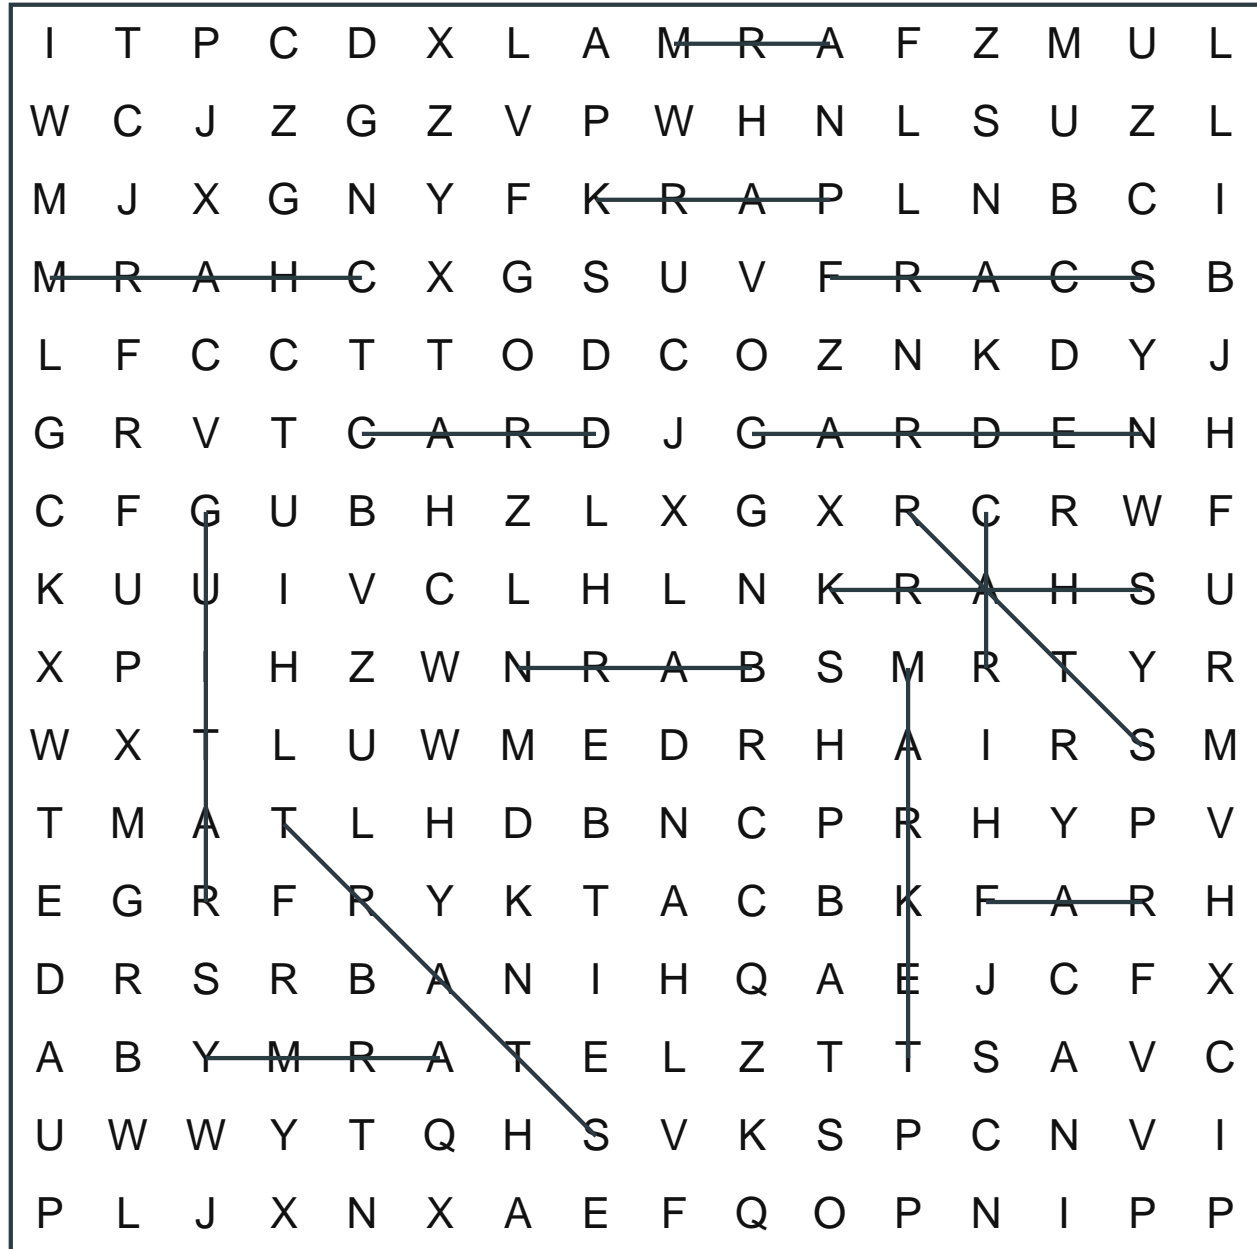 I T P C D X L A M R A F Z M U L
W C J Z G Z V P W H N L S U Z L
M J X G N Y F K R A P L N B C I
M R A H C X G S U V F R A C S B
L F C C T T O D C O Z N K D Y J
G R V T C A R D J G A R D E N H
C F G U B H Z L X G X R C R W F
K U U I V C L H L N K R A H S U
X P I H Z W N R A B S M R T Y R
W X T L U W M E D R H A I R S M
T M A T L H D B N C P R H Y P V
E G R F R Y K T A C B K F A R H
D R S R B A N I H Q A E J C F X
A B Y M R A T E L Z T T S A V C
U W W Y T Q H S V K S P C N V I
P L J X N X A E F Q O P N I P P